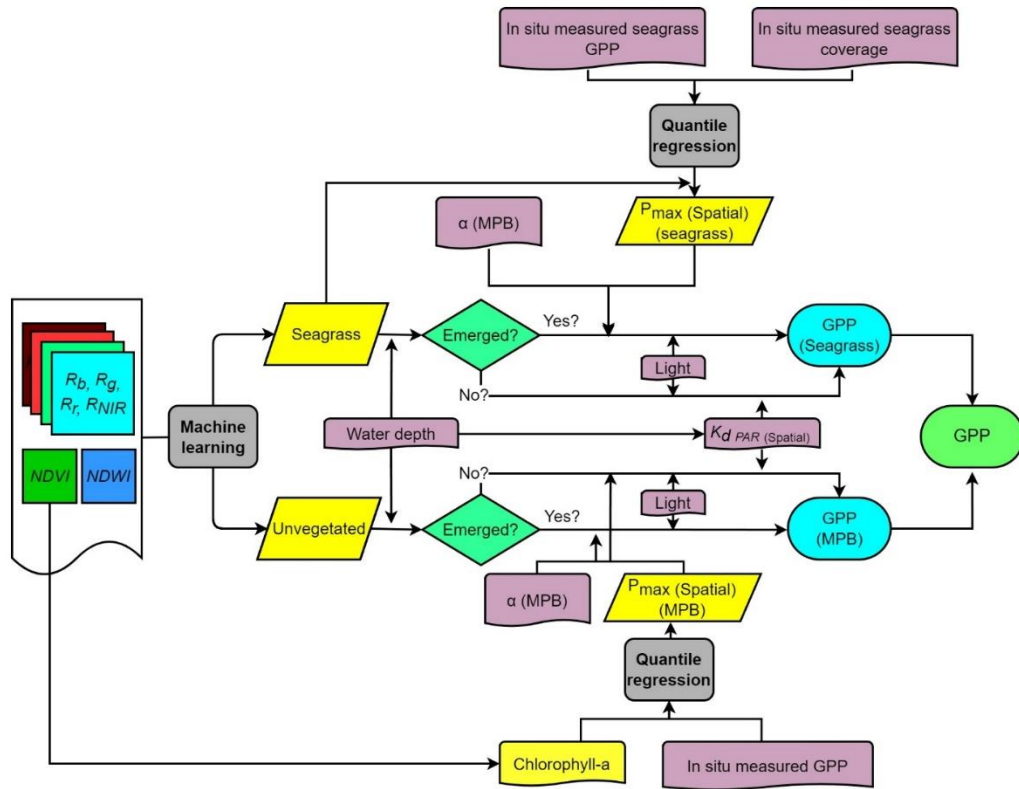 In situ measured seagrass
GPP
In situ measured seagrass
coverage
Quantile
regression
Pmax (Spatial)
(seagrass)
α (MPB)
Seagrass
Emerged?
Yes?
No?
Light
GPP
(Seagrass)
Rb, Rg,
Rr, RNIR
NDVI
NDWI
Machine
learning
Water depth
Kd PAR (Spatial)
GPP
Unvegetated
Emerged?
No?
Yes?
Light
GPP
(MPB)
α (MPB)
Pmax (Spatial)
(MPB)
Quantile
regression
Chlorophyll-a
In situ measured GPP